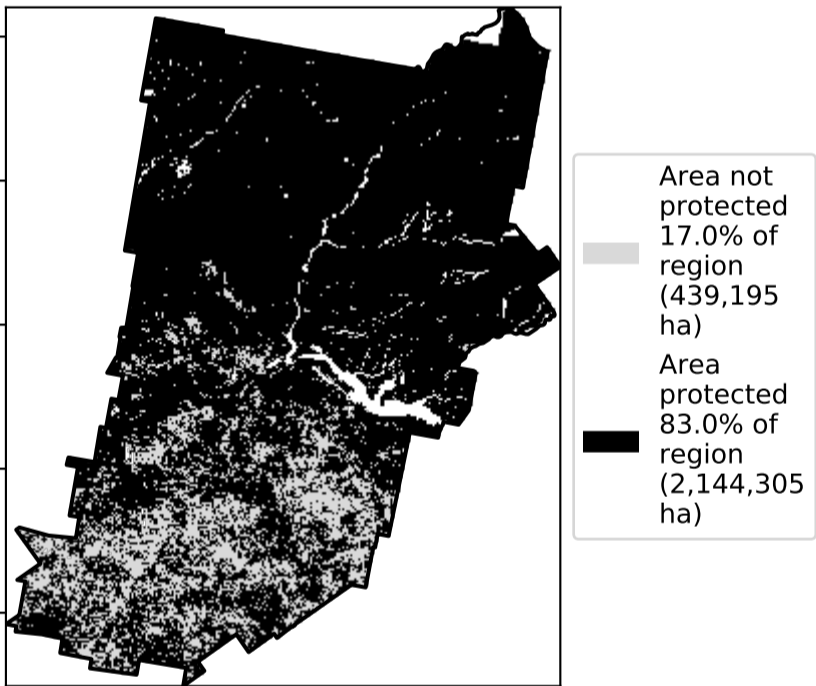 Area not
protected
17.0% of
region
(439,195
ha)
Area
protected
83.0% of
region
(2,144,305
ha)